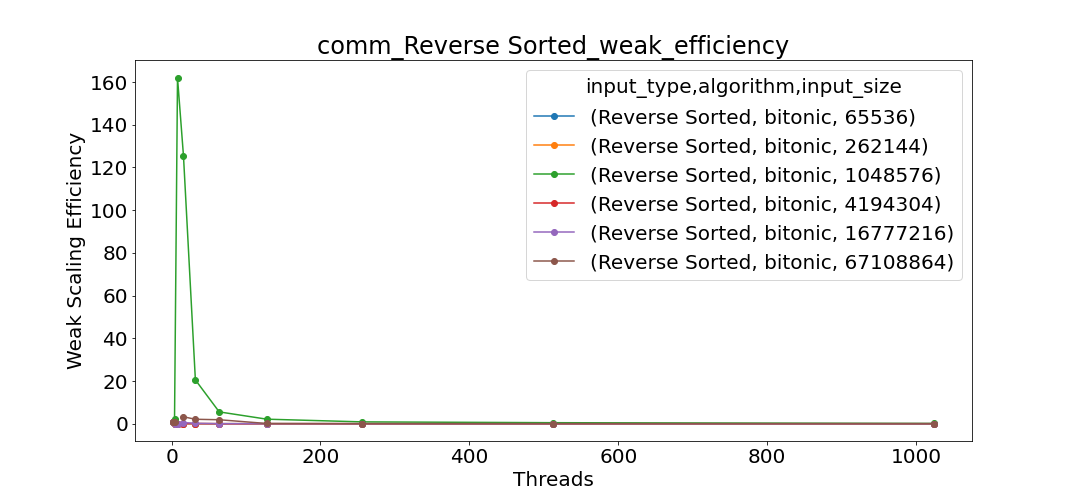 comm_Reverse Sorted_weak_efficiency
input_type,algorithm,input_size
(Reverse Sorted, bitonic, 65536)
(Reverse Sorted, bitonic, 262144)
(Reverse Sorted, bitonic, 1048576)
(Reverse Sorted, bitonic, 4194304)
(Reverse Sorted, bitonic, 16777216)
(Reverse Sorted, bitonic, 67108864)
Weak Scaling Efficiency
160
140
120
100
80
60
40
20
0
0 200 400 600 800 1000
Threads